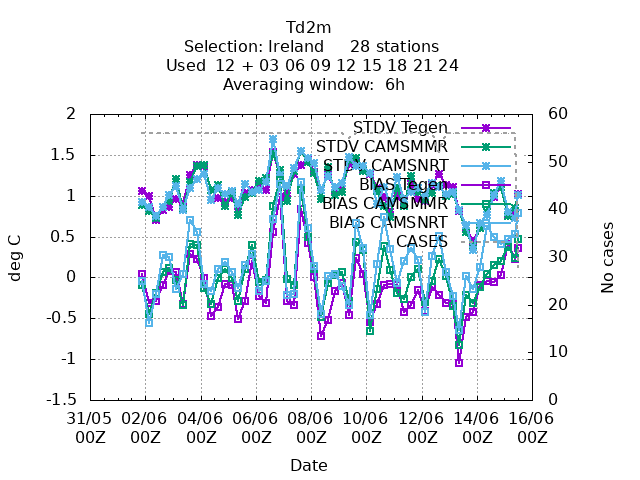 Td2m
Selection: Ireland 28 stations
Used 12 + 03 06 09 12 15 18 21 24
Averaging window: 6h
STDV Tegen
STDV CAMSMMR
STDV CAMSNRT
BIAS Tegen
BIAS CAMSMMR
BIAS CAMSNRT
CASES
2
1.5
1
0.5
0
-0.5
-1
-1.5
60
50
40
30
20
10
0
deg C
No cases
31/05 02/06 04/06 06/06 08/06 10/06 12/06 14/06 16/06
00Z 00Z 00Z 00Z 00Z 00Z 00Z 00Z 00Z
Date